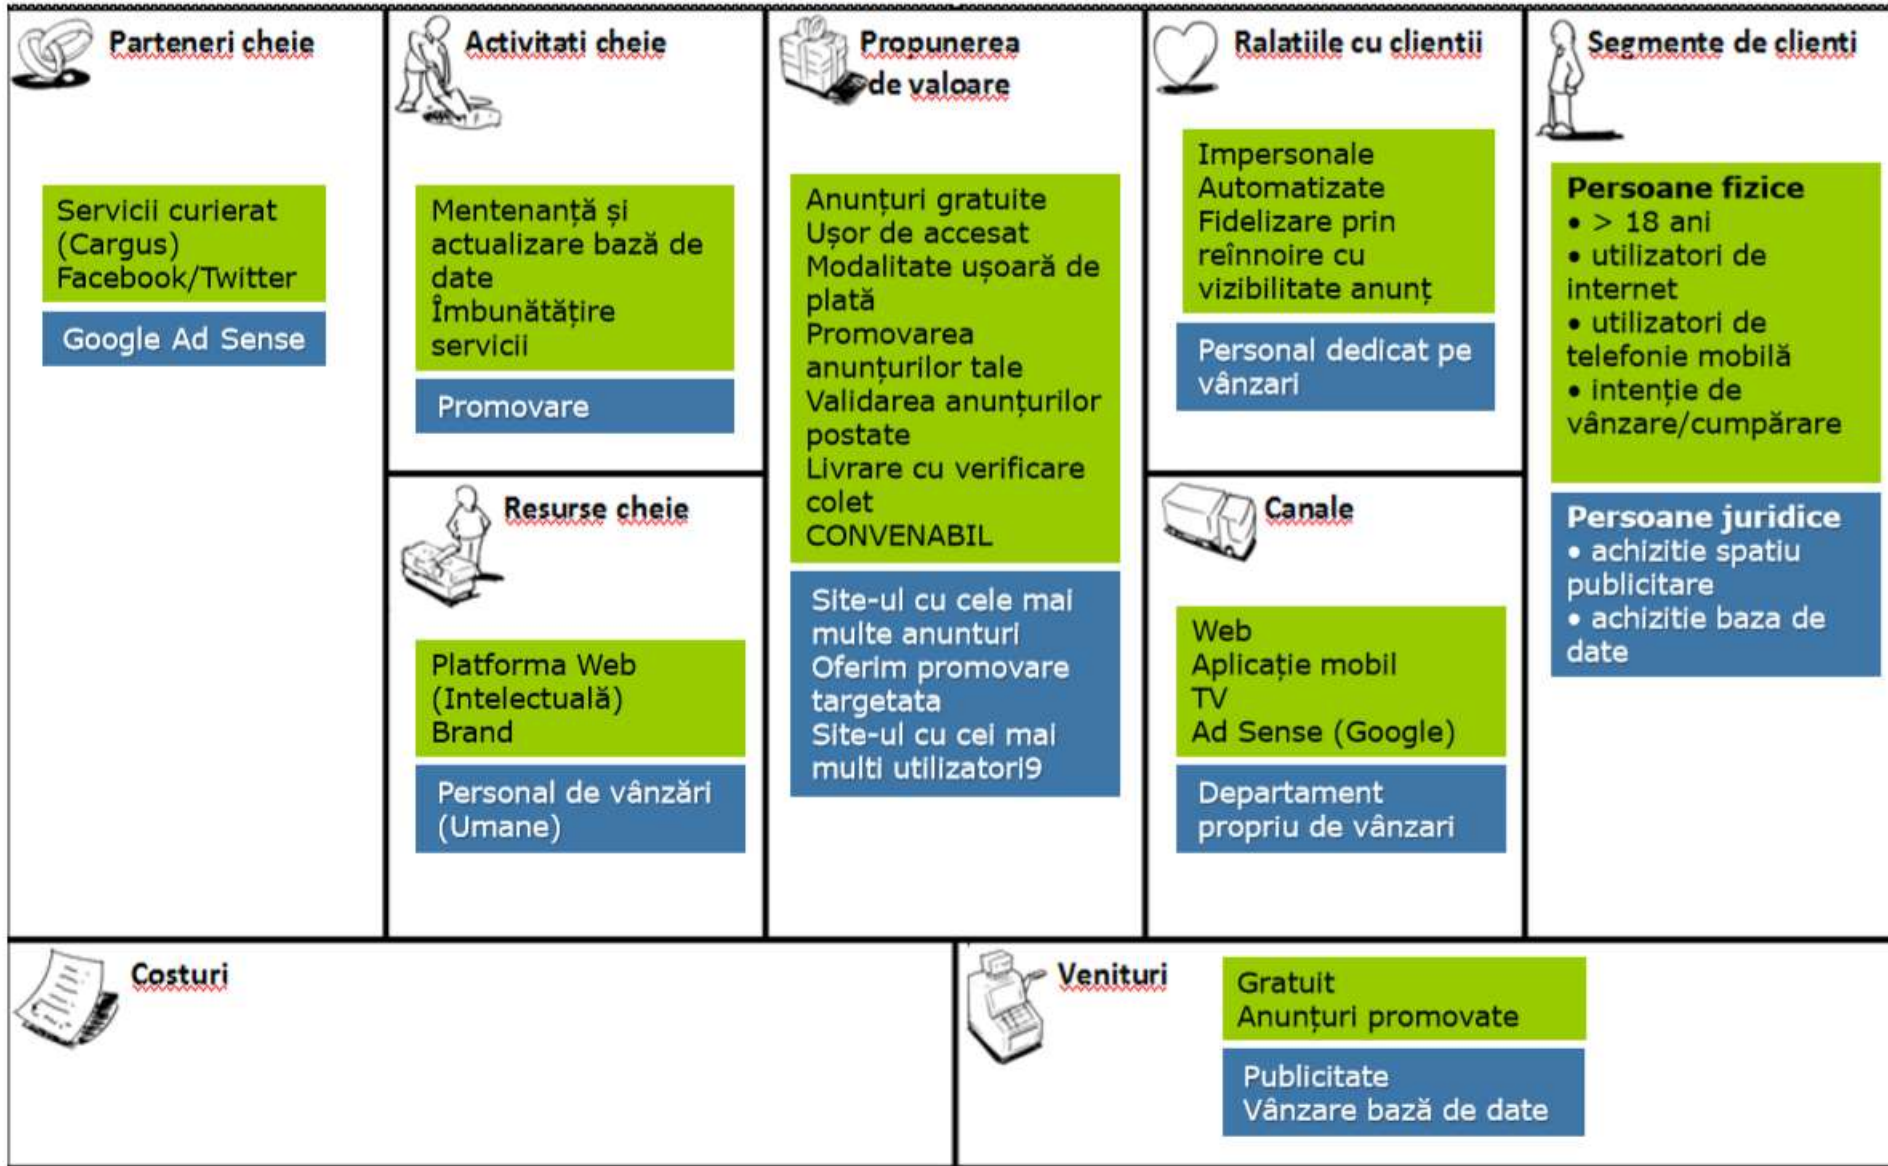 Parteneri cheie
Servicii curierat
(Cargus)
Facebook/Twitter
Google Ad Sense
Activitati cheie
Mentenanță și
actualizare bază de
date
Îmbunătățire
servicii
Promovare
Resurse cheie
Platforma Web
(Intelectuală)
Brand
Personal de vânzări
(Umane)
Propunerea
de valoare
Anunțuri gratuite
Ușor de accesat
Modalitate ușoară de
plată
Promovarea
anunțurilor tale
Validarea anunțurilor
postate
Livrare cu verificare
colet
CONVENABIL
Site-ul cu cele mai
multe anunturi
Oferim promovare
targetata
Site-ul cu cei mai
multi utilizatori9
Ralatiile cu clientii
Impersonale
Automatizate
Fidelizare prin
reînnoire cu
vizibilitate anunț
Personal dedicat pe
vânzari
Canale
Web
Aplicație mobil
TV
Ad Sense (Google)
Departament
propriu de vânzari
Segmente de clienti
Persoane fizice
• > 18 ani
• utilizatori de
internet
• utilizatori de
telefonie mobilă
• intenție de
vânzare/cumpărare
Persoane juridice
• achizitie spatiu
publicitare
• achizitie baza de
date
Costuri
Venituri
Gratuit
Anunțuri promovate
Publicitate
Vânzare bază de date